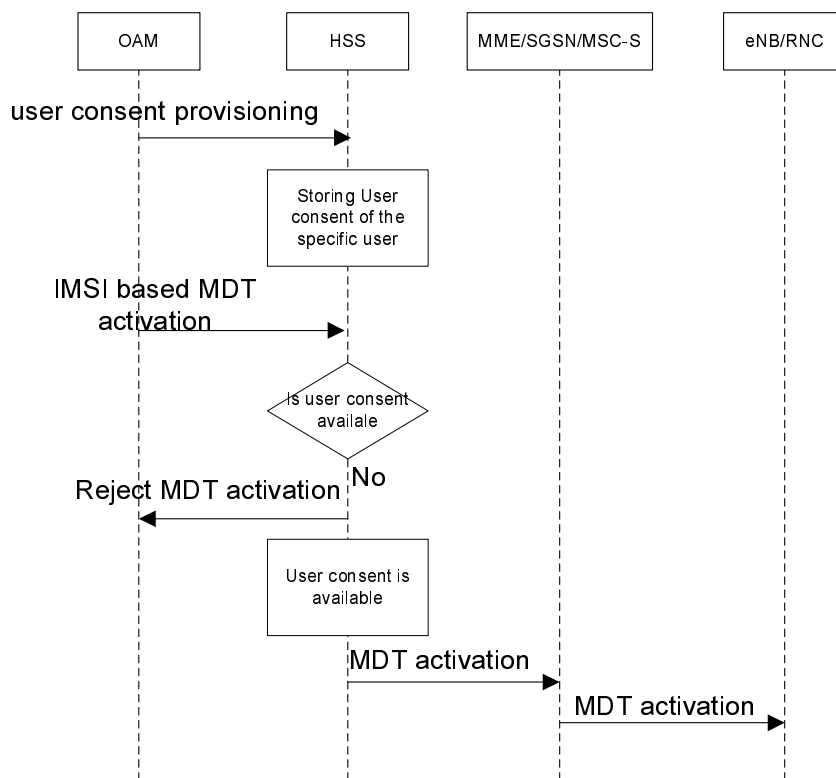 OAM
HSS
MME/SGSN/MSC-S
eNB/RNC
user consent provisioning
Storing User
consent of the
specific user
IMSI based MDT
activation
Is user consent
availale
No
Reject MDT activation
User consent is
available
MDT activation
MDT activation